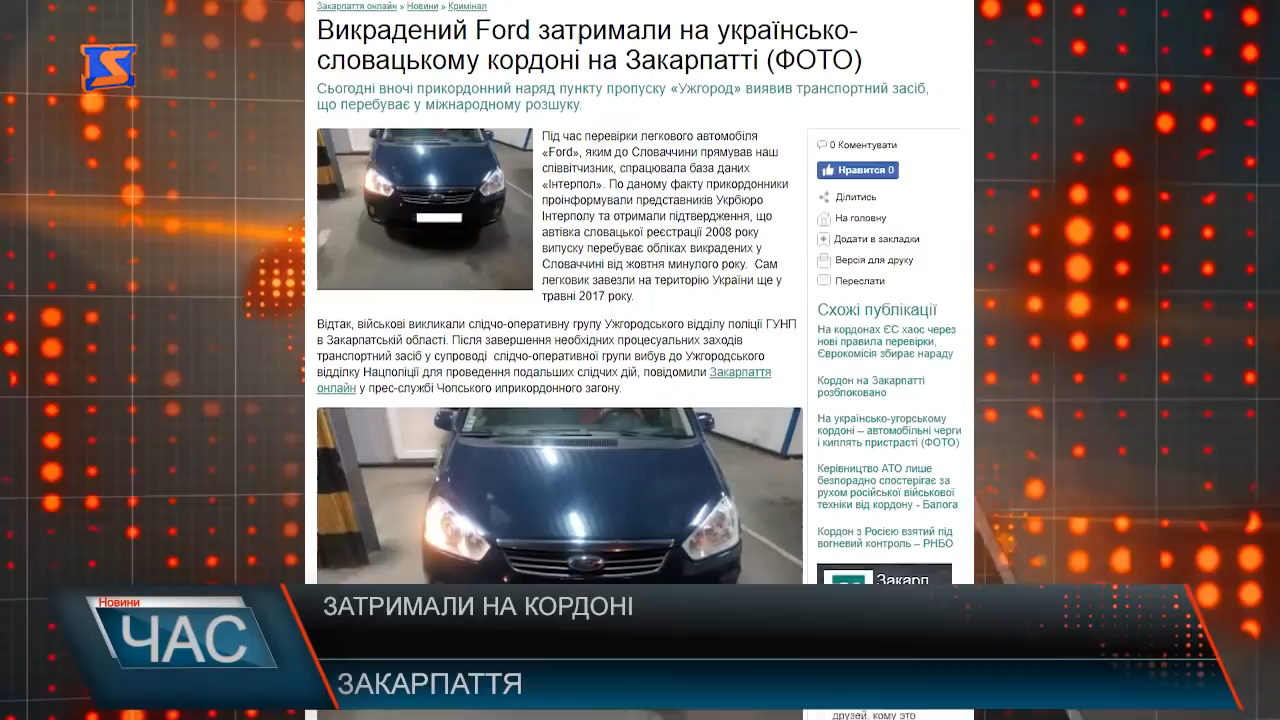 Закарпаття онлайн » Новини » Кримінал
Викрадений Ford затримали на українсько-
словацькому кордоні на Закарпатті (ФОТО)
Сьогодні вночі прикордонний наряд пункту пропуску «Ужгород» виявив транспортний засіб,
що перебуває у міжнародному розшуку.
Під час перевірки легкового автомобіля
«Ford», яким до Словаччини прямував наш
співвітчизник, спрацювала база даних
«Інтерпол». По даному факту прикордонники
проінформували представників Укрбюро
Інтерполу та отримали підтвердження, що
автівка словацької реєстрації 2008 року
випуску перебуває обліках викрадених у
Словаччині від жовтня минулого року. Сам
легковик завезли на територію України ще у
травні 2017 року.
Відтак, військові викликали слідчо-оперативну групу Ужгородського відділу поліції ГУНП
в Закарпатській області. Після завершення необхідних процесуальних заходів
транспортний засіб у супроводі слідчо-оперативної групи вибув до Ужгородського
відділку Нацполіції для проведення подальших слідчих дій, повідомили Закарпаття
онлайн у прес-службі Чопського иприкордонного загону.
0 Коментувати
Нравится 0
Ділитись
На головну
Додати в закладки
Версія для друку
Переслати
Схожі публікації
На кордонах ЄС хаос через
нові правила перевірки,
Єврокомісія збирає нараду
Кордон на Закарпатті
розблоковано
На українсько-угорському
кордоні – автомобільні черги
і киплять пристрасті (ФОТО)
Керівництво АТО лише
безпорадно спостерігає за
рухом російської військової
техніки від кордону - Балога
Кордон з Росією взятий під
вогневий контроль – РНБО
Закарп
Новини
ЧАС
ЗАТРИМАЛИ НА КОРДОНІ
ЗАКАРПАТТЯ
друзей, кому это